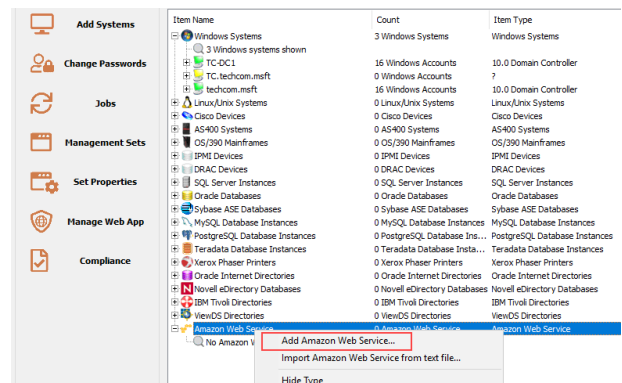 Add Systems
Change Passwords
Jobs
Management Sets
Set Properties
Manage Web App
Compliance
Item Name Count Item Type
Windows Systems 3 Windows Systems Windows Systems
3 Windows systems shown
TC-DC1 16 Windows Accounts 10.0 Domain Controller
TC.techcom.msft 0 Windows Accounts ?
techcom.msft 16 Windows Accounts 10.0 Domain Controller
Linux/Unix Systems 0 Linux/Unix Systems Linux/Unix Systems
Cisco Devices 0 Cisco Devices Cisco Devices
AS400 Systems 0 AS400 Systems AS400 Systems
OS/390 Mainframes 0 OS/390 Mainframes OS/390 Mainframes
IPMI Devices 0 IPMI Devices IPMI Devices
DRAC Devices 0 DRAC Devices DRAC Devices
SQL Server Instances 0 SQL Server Instances SQL Server Instances
Oracle Databases 0 Oracle Databases Oracle Databases
Sybase ASE Databases 0 Sybase ASE Databases Sybase ASE Databases
MySQL Database Instances 0 MySQL Database Instances MySQL Database Instances
PostgreSQL Database Instances 0 PostgreSQL Database Ins... PostgreSQL Database Instances
Teradata Database Instances 0 Teradata Database Insta... Teradata Database Instances
Xerox Phaser Printers 0 Xerox Phaser Printers Xerox Phaser Printers
Oracle Internet Directories 0 Oracle Internet Directories Oracle Internet Directories
Novell eDirectory Databases 0 Novell eDirectory Databases Novell eDirectory Databases
IBM Tivoli Directories 0 IBM Tivoli Directories IBM Tivoli Directories
ViewDS Directories 0 ViewDS Directories ViewDS Directories
Amazon Web Service 0 Amazon Web Service Amazon Web Service
No Amazon
Add Amazon Web Service...
Import Amazon Web Service from text file...
Hide Type